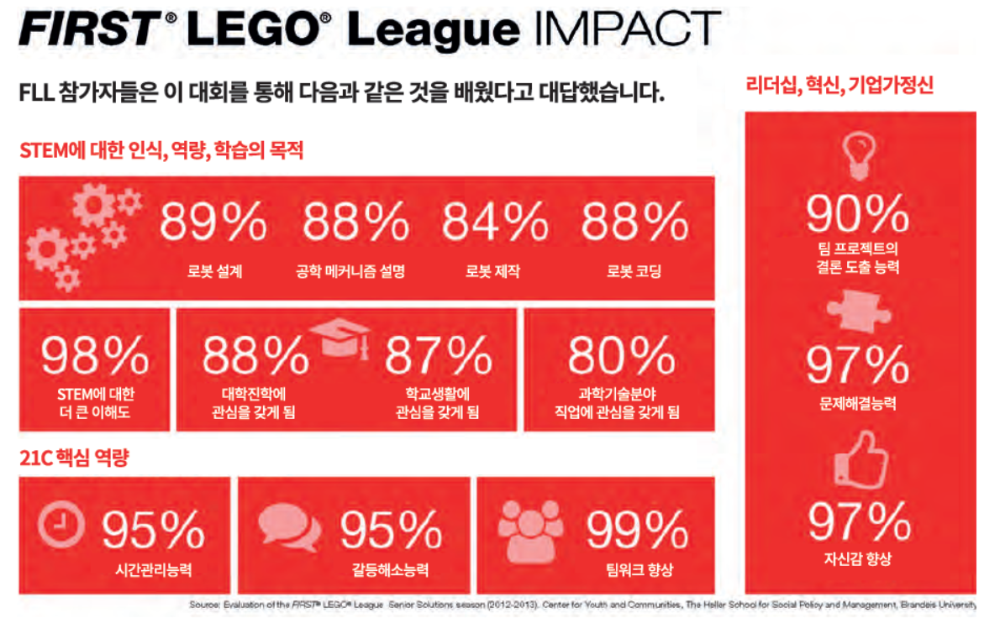 FIRST® LEGO® League IMPACT
FLL 참가자들은 이 대회를 통해 다음과 같은 것을 배웠다고 대답했습니다.
STEM에 대한 인식, 역량, 학습의 목적
89% 88% 84% 88%
로봇 설계 공학 메커니즘 설명 로봇 제작 로봇 코딩
98%
STEM에 대한
더 큰 이해도
88%
대학진학에
관심을 갖게 됨
87%
학교생활에
관심을 갖게 됨
80%
과학기술분야
직업에 관심을 갖게 됨
21C 핵심 역량
95%
시간관리능력
95%
갈등해소능력
99%
팀워크 향상
리더십, 혁신, 기업가정신
90%
팀 프로젝트의
결론 도출 능력
97%
문제해결능력
97%
자신감 향상
Source: Evaluation of the FIRST® LEGO® League Senior Solutions season (2012-2013). Center for Youth and Communities, The Heller School for Social Policy and Management, Brandeis University